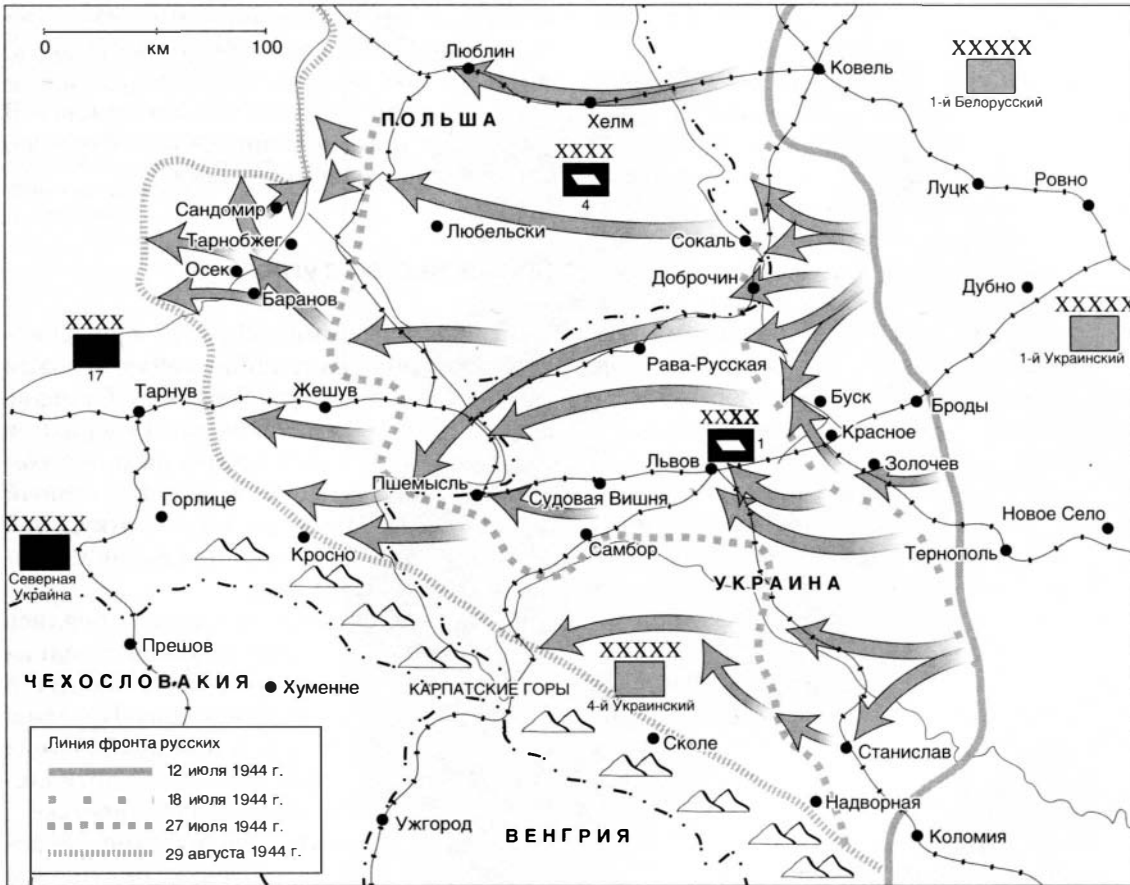 0 100
км
Люблин
Ковель
XXXXX
1-й Белорусский
ПОЛЬША
Хелм
XXXX
4
Луцк
Ровно
Сандомир
Тарнобжег
Любельски
Сокаль
Осек
Баранов
Доброчин
Дубно
XXXXX
1-й Украинский
XXXX
17
Рава-Русская
Тарнув
Жешув
Буск
Броды
XXXX
1
Красное
Львов
Золочев
Пшемысль
Судовая Вишня
Горлице
Новое Село
XXXXX
Северная
Украина
Кросно
Самбор
Тернополь
УКРАИНА
Прешов
XXXXX
4-й Украинский
ЧЕХОСЛОВАКИЯ
Хуменне
КАРПАТСКИЕ ГОРЫ
Сколе
Станислав
Надворная
Ужгород
ВЕНГРИЯ
Коломия
Линия фронта русских
12 июля 1944 г.
18 июля 1944 г.
27 июля 1944 г.
29 августа 1944 г.